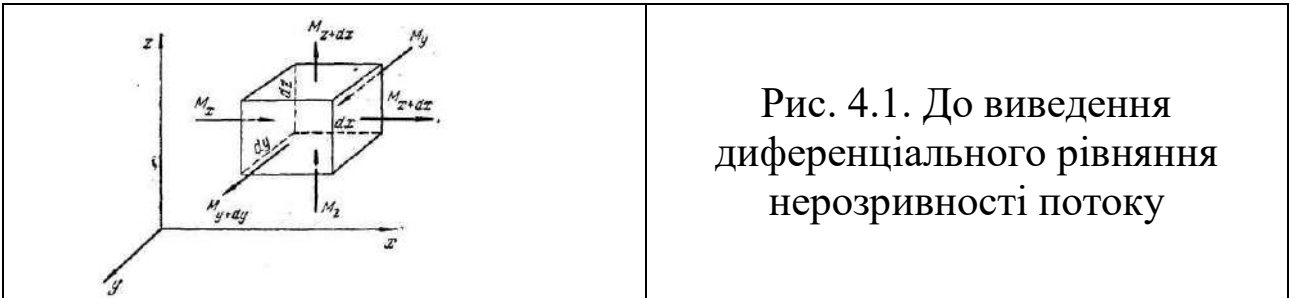 z
M_{z+dz}
M_y
dz
M_x
M_{x+dx}
dx
dy
M_{y+dy}
M_z
x
y
Рис. 4.1. До виведення
диференціального рівняння
нерозривності потоку